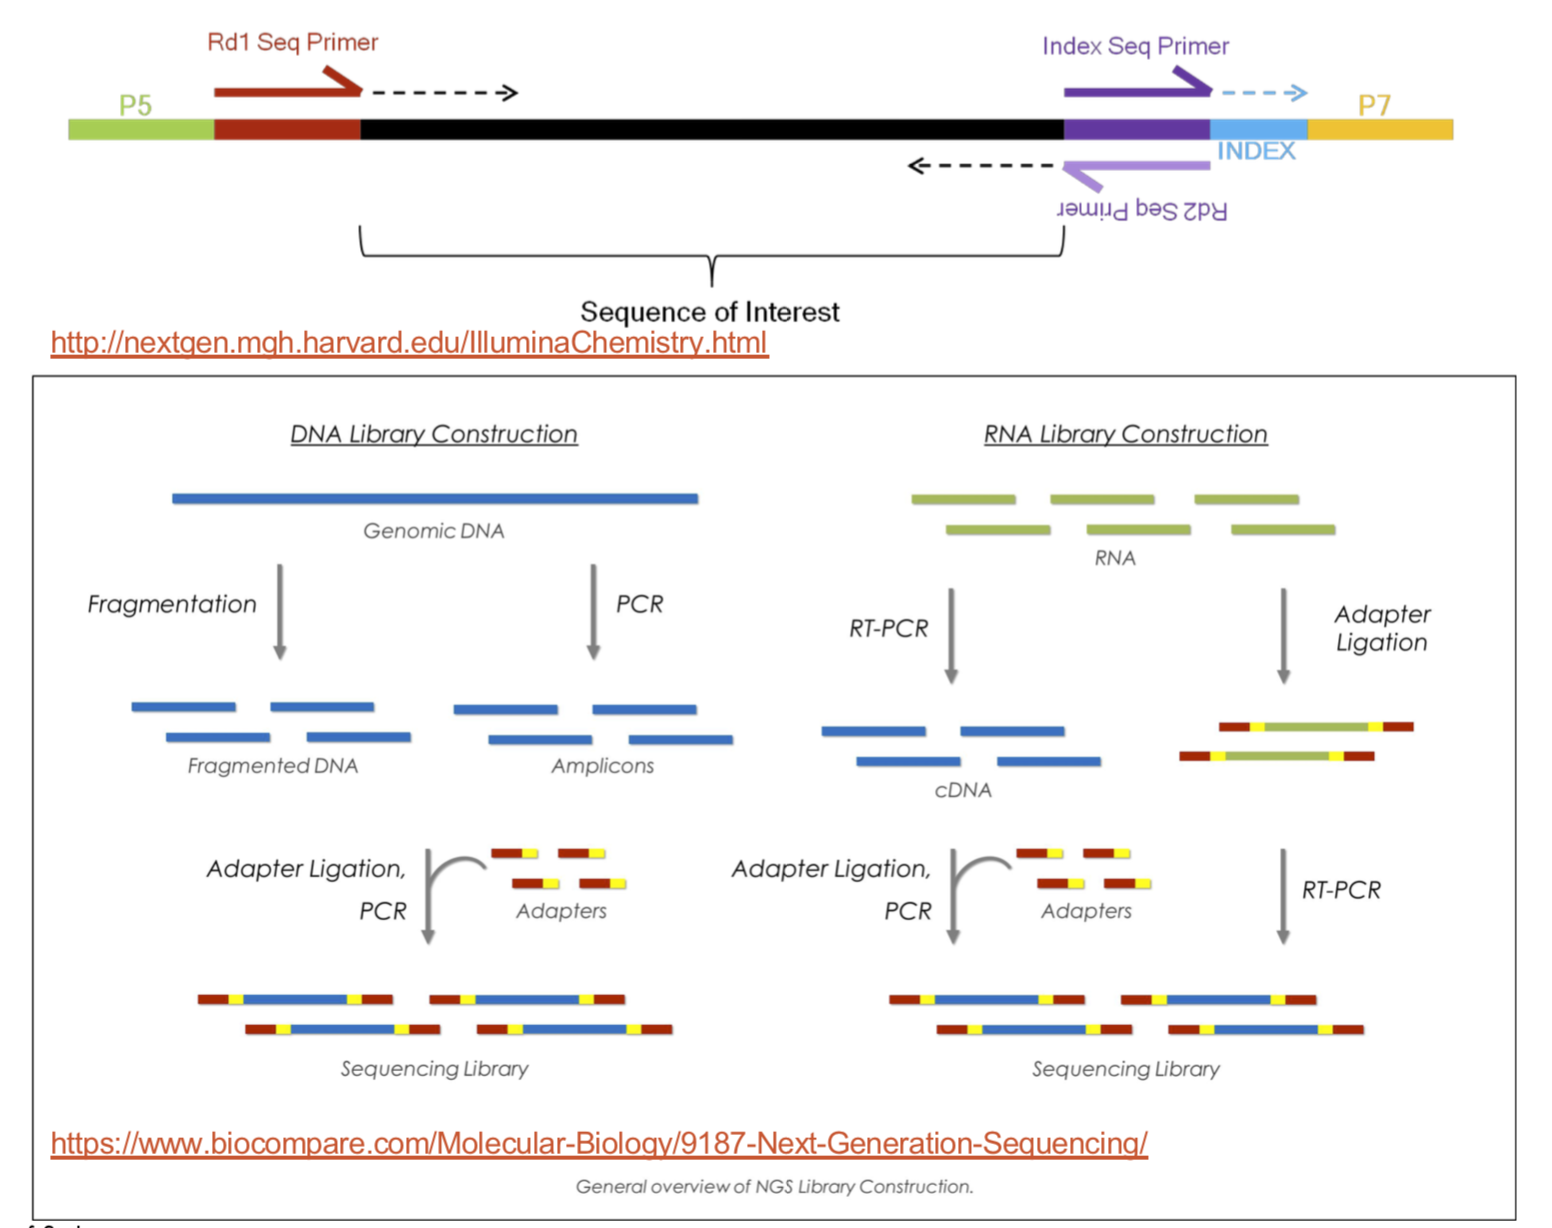 Rd1 Seq Primer
Index Seq Primer
P5
P7
INDEX
Rd2 Seq Primer
Sequence of Interest
http://nextgen.mgh.harvard.edu/IlluminaChemistry.html
DNA Library Construction
RNA Library Construction
Genomic DNA
RNA
Fragmentation
PCR
RT-PCR
Adapter
Ligation
Fragmented DNA
Amplicons
cDNA
Adapter Ligation,
PCR
Adapters
Adapter Ligation,
PCR
Adapters
RT-PCR
Sequencing Library
Sequencing Library
https://www.biocompare.com/Molecular-Biology/9187-Next-Generation-Sequencing/
General overview of NGS Library Construction.